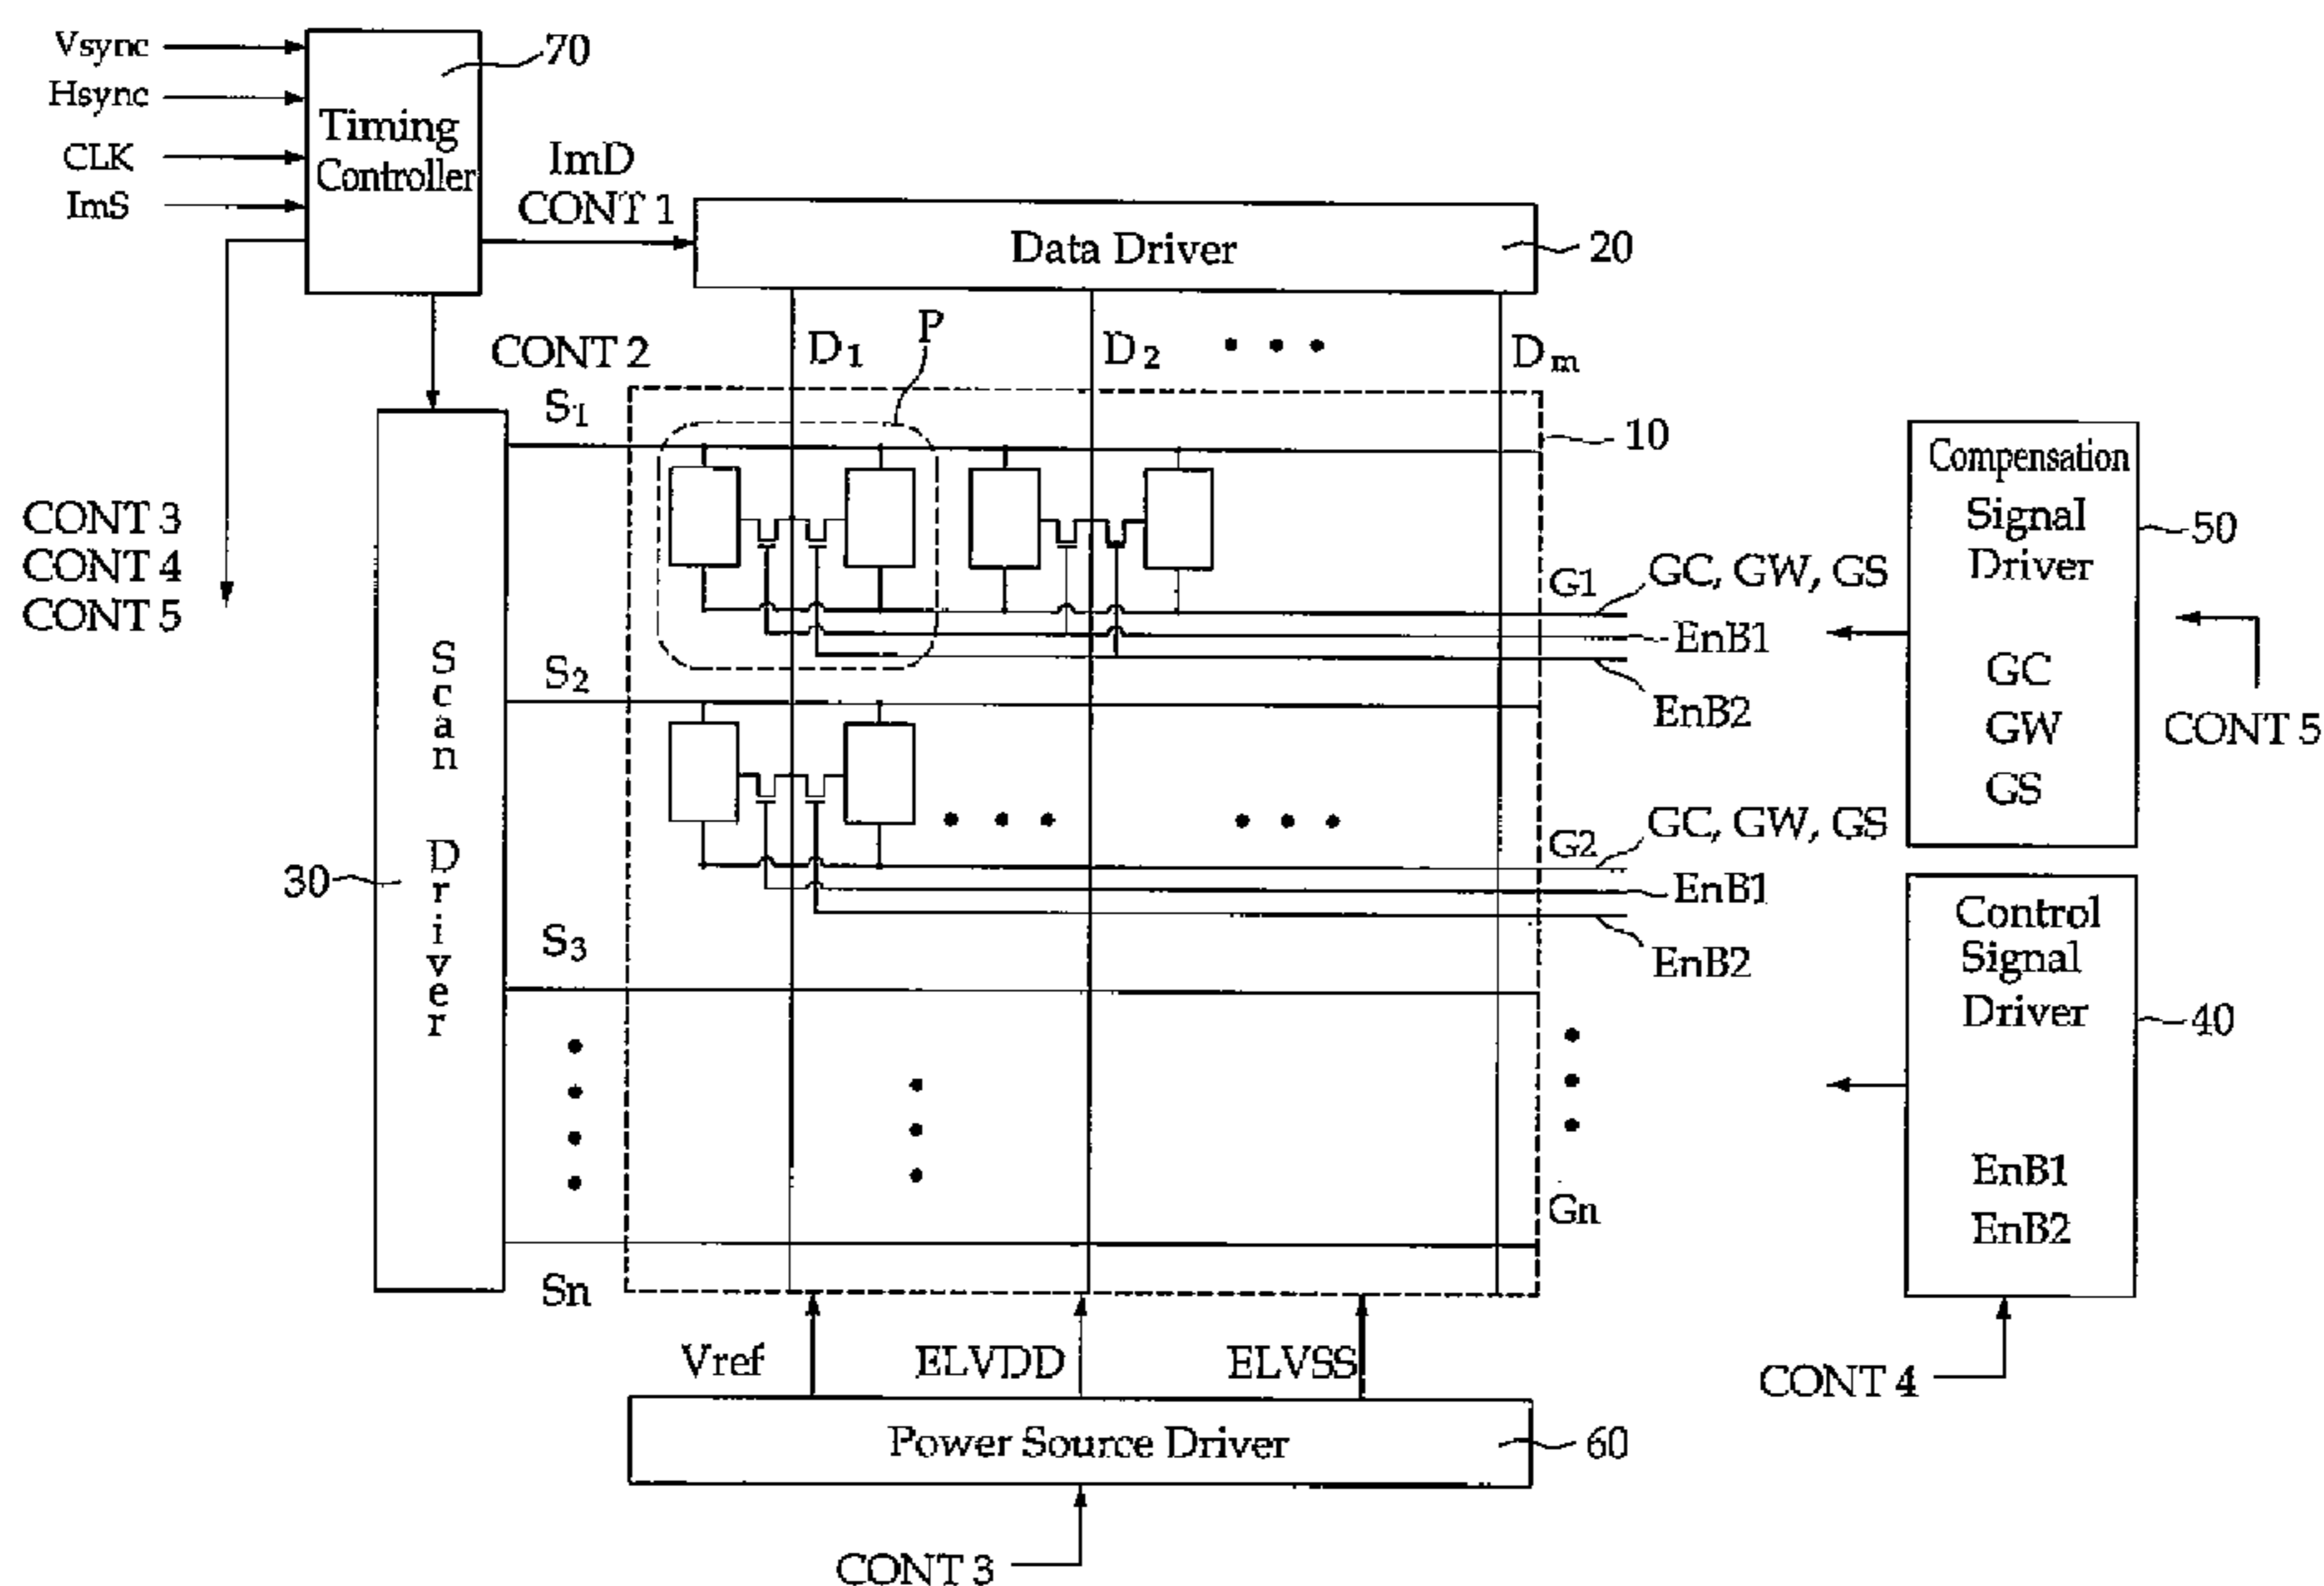 Vsync
Hsync
CLK
ImS
Timing
Controller
70
ImD
CONT 1
Data Driver
20
CONT 2
D1
P
D2
Dm
S1
10
CONT 3
CONT 4
CONT 5
Scan Driver
30
S2
S3
Sn
G1
GC, GW, GS
EnB1
EnB2
G2
GC, GW, GS
EnB1
EnB2
Gn
Compensation
Signal
Driver
GC
GW
GS
50
CONT 5
Control
Signal
Driver
EnB1
EnB2
40
CONT 4
Vref
ELVDD
ELVSS
Power Source Driver
60
CONT 3